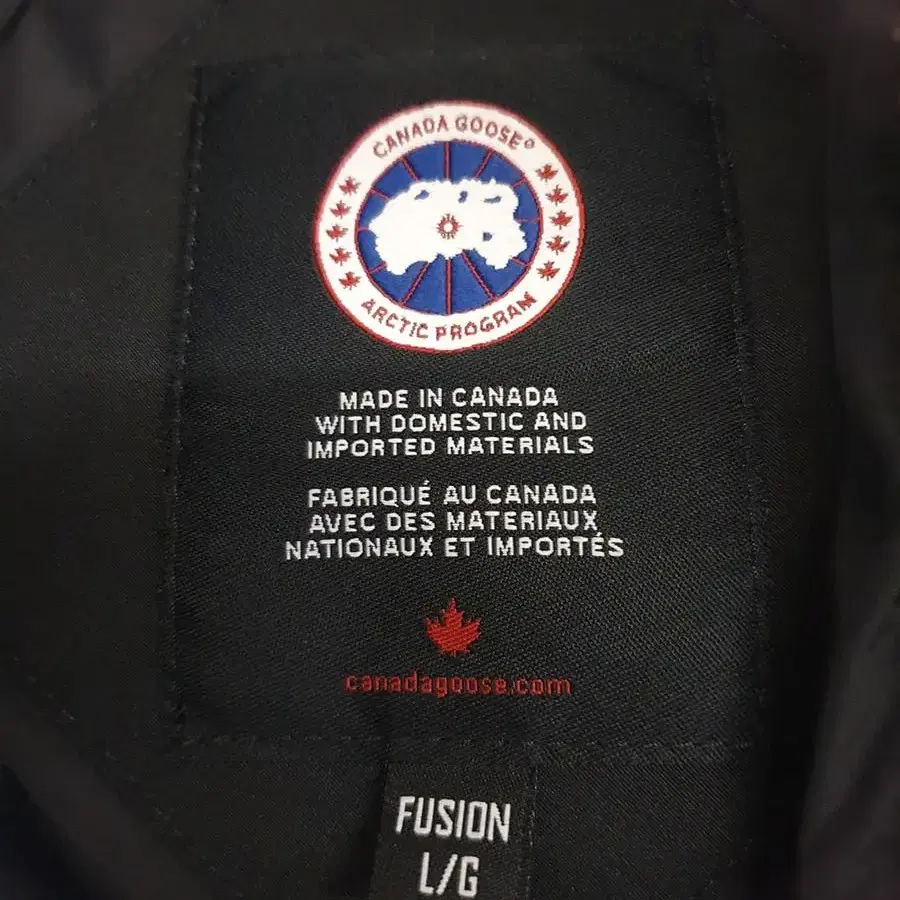 CANADA GOOSE®
ARCTIC PROGRAM
MADE IN CANADA
WITH DOMESTIC AND
IMPORTED MATERIALS
FABRIQUÉ AU CANADA
AVEC DES MATERIAUX
NATIONAUX ET IMPORTÉS
canadagoose.com
FUSION
L/G